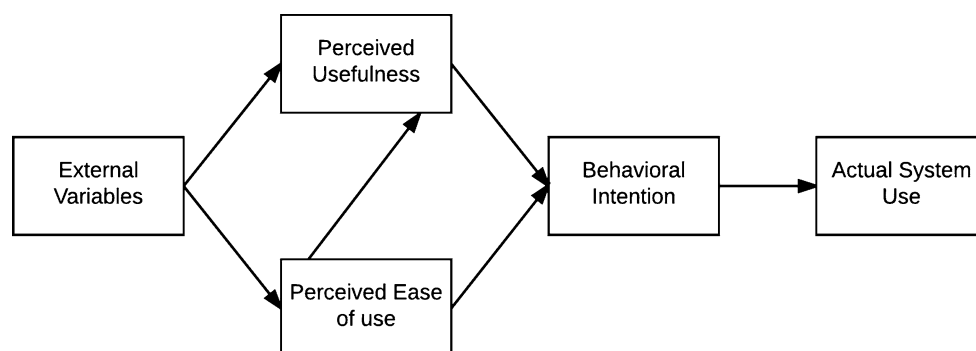 Perceived
Usefulness
External
Variables
Behavioral
Intention
Actual System
Use
Perceived Ease
of use